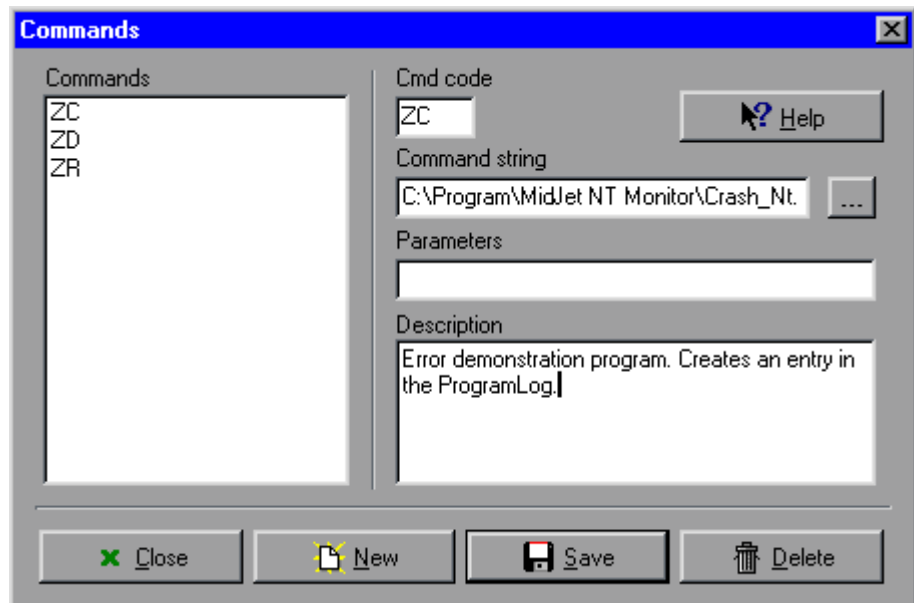 Commands
Commands
ZC
ZD
ZR
Cmd code
ZC
Help
Command string
C:\Program\MidJet NT Monitor\Crash_Nt.
...
Parameters
Description
Error demonstration program. Creates an entry in
the ProgramLog.
Close
New
Save
Delete